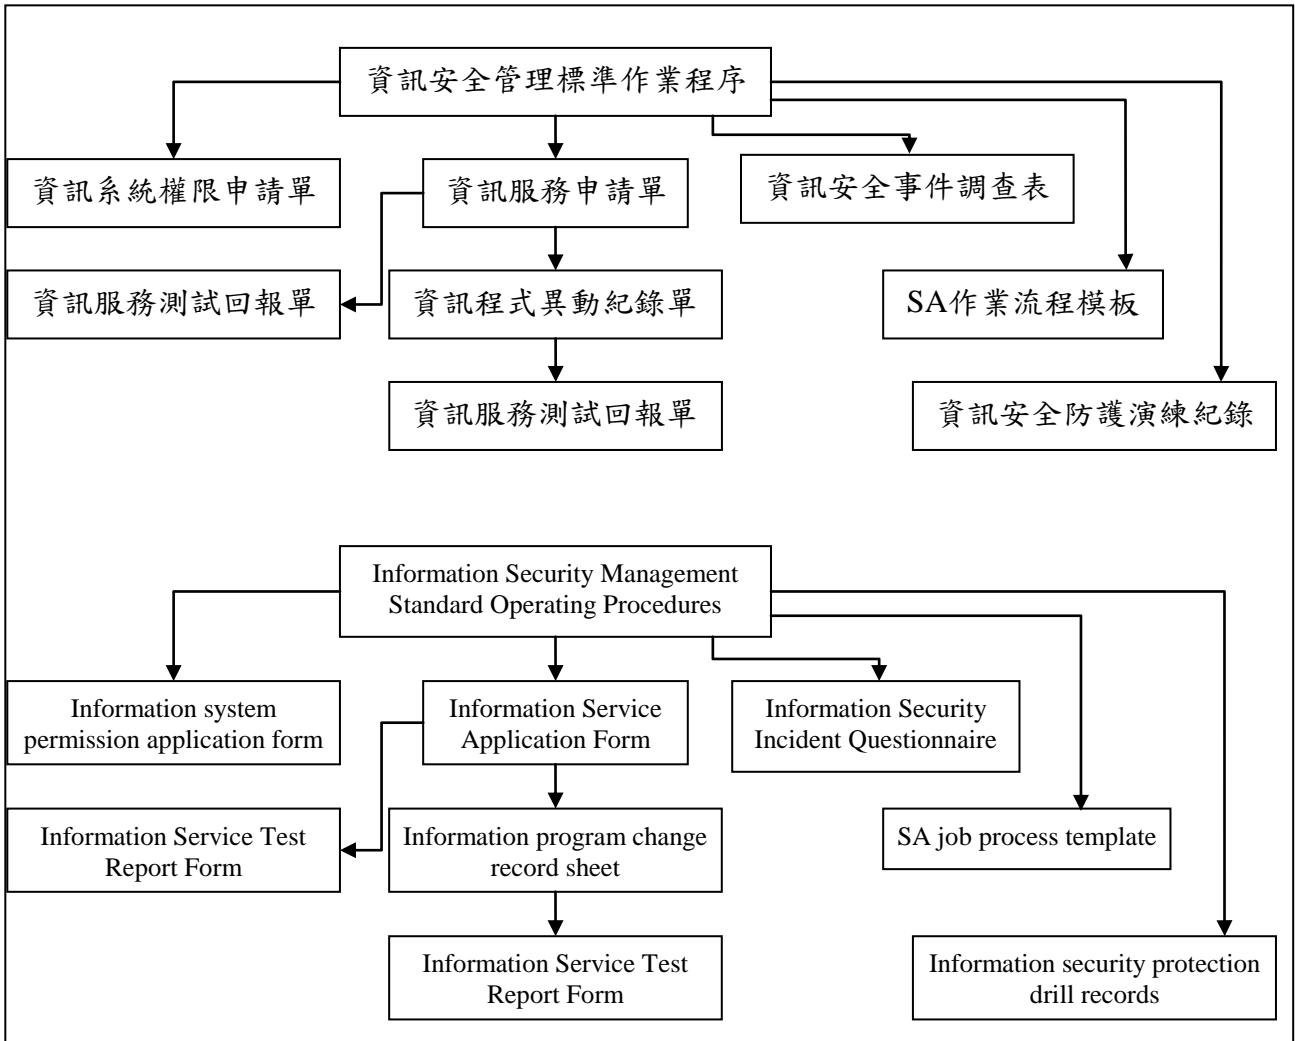 資訊安全管理標準作業程序
資訊系統權限申請單
資訊服務申請單
資訊安全事件調查表
資訊服務測試回報單
資訊程式異動紀錄單
SA作業流程模板
資訊服務測試回報單
資訊安全防護演練紀錄
Information Security Management
Standard Operating Procedures
Information system
permission application form
Information Service
Application Form
Information Security
Incident Questionnaire
Information Service Test
Report Form
Information program change
record sheet
SA job process template
Information Service Test
Report Form
Information security protection
drill records